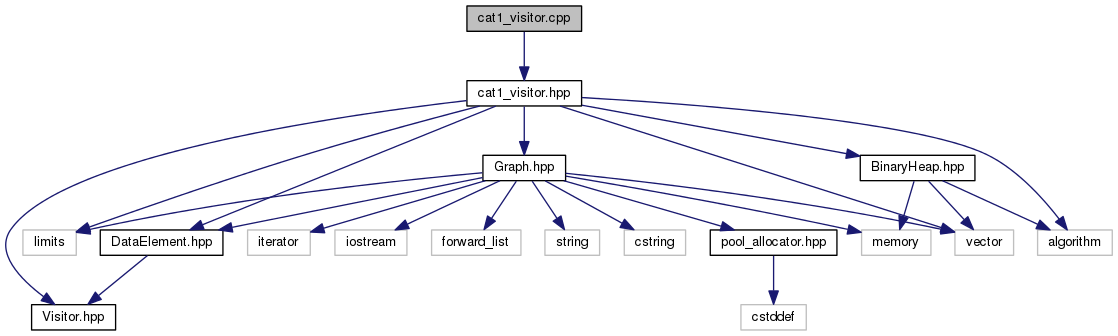 cat1_visitor.cpp
cat1_visitor.hpp
Graph.hpp
BinaryHeap.hpp
limits
DataElement.hpp
iterator
iostream
forward_list
string
cstring
pool_allocator.hpp
memory
vector
algorithm
Visitor.hpp
cstddef